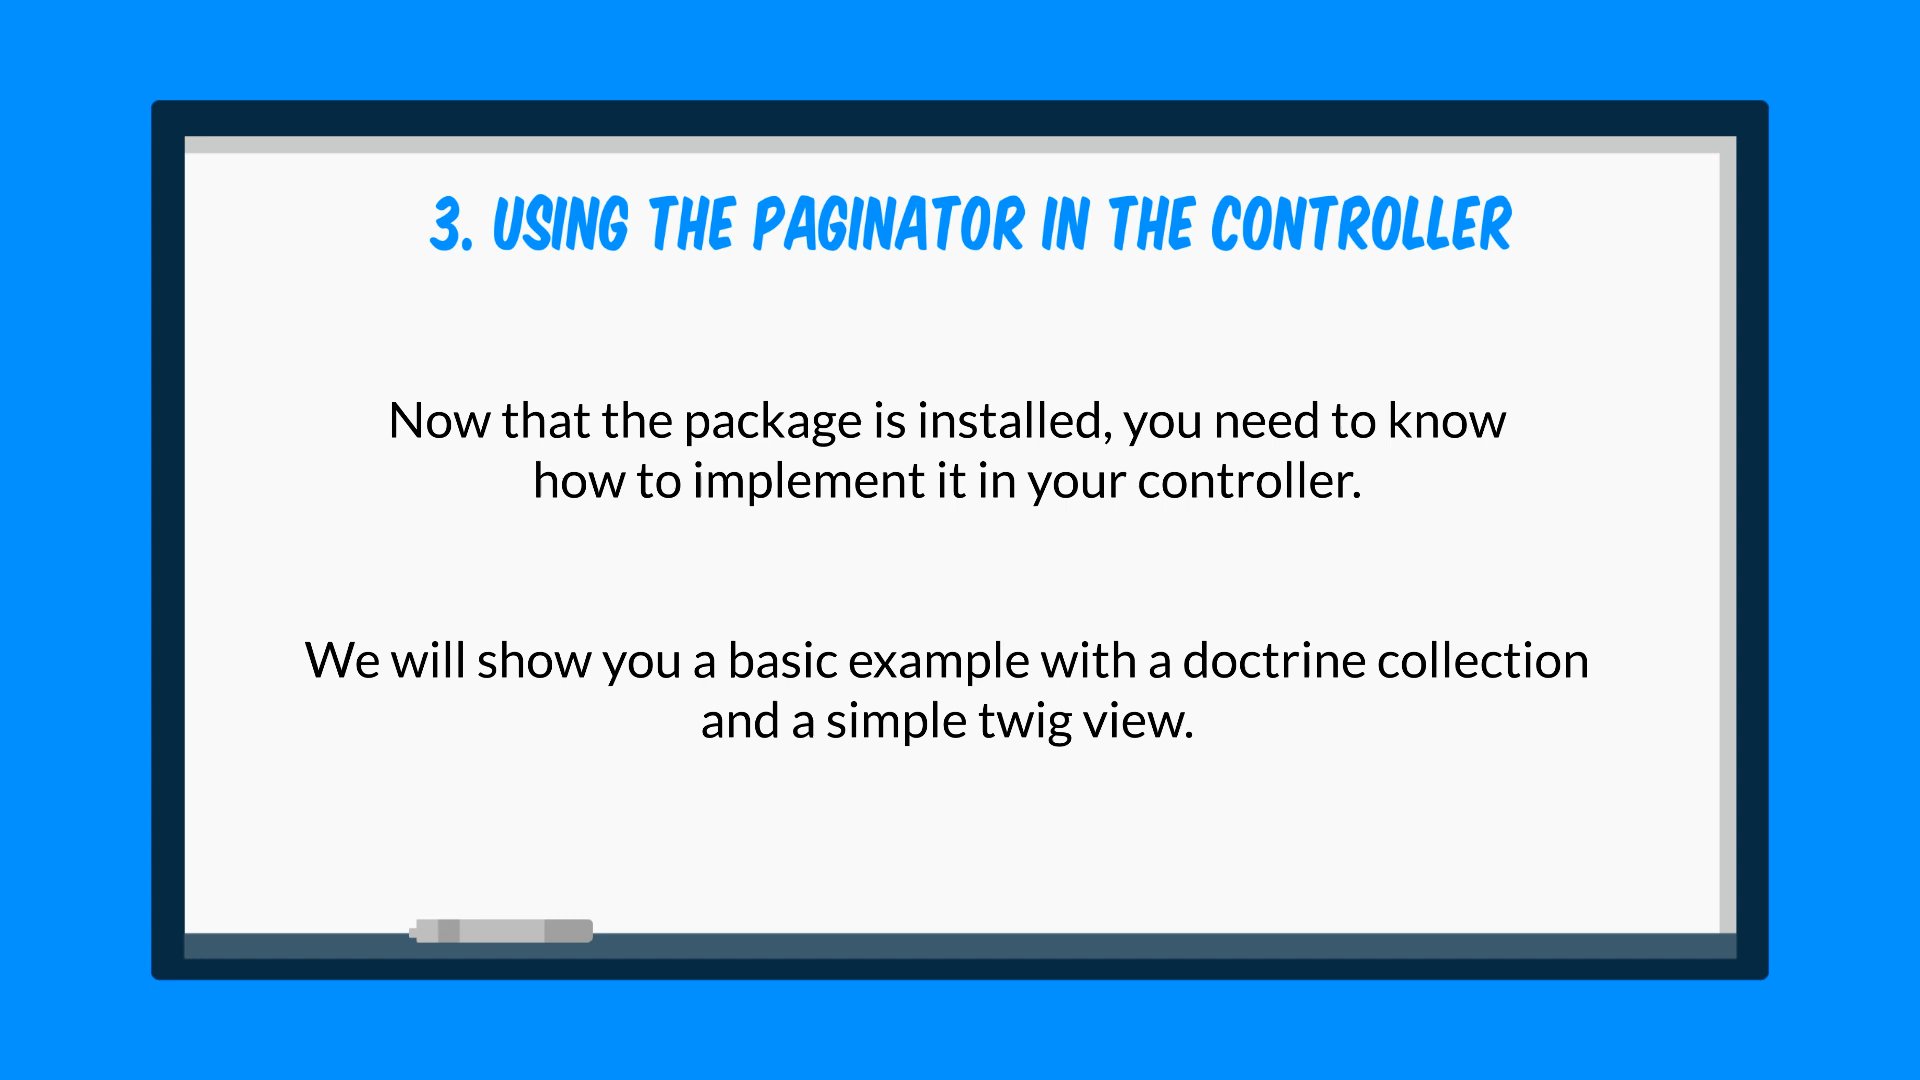 3. USING THE PAGINATOR IN THE CONTROLLER
Now that the package is installed, you need to know
how to implement it in your controller.
We will show you a basic example with a doctrine collection
and a simple twig view.